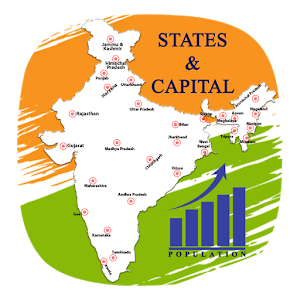 STATES
&
CAPITAL
Jammu &
Kashmir
Himachal
Pradesh
Punjab
Uttarkhand
Haryana
Rajasthan
Uttar Pradesh
Sikkim
Arunachal Pradesh
Assam
Nagaland
Meghalaya
Manipur
Bihar
Tripura
Mizoram
Gujarat
Madhya Pradesh
Jharkhand
West
Bengal
Chhattisgarh
Orissa
Maharashtra
Andhra Pradesh
Goa
Karnataka
Tamilnadu
Kerala
POPULATION